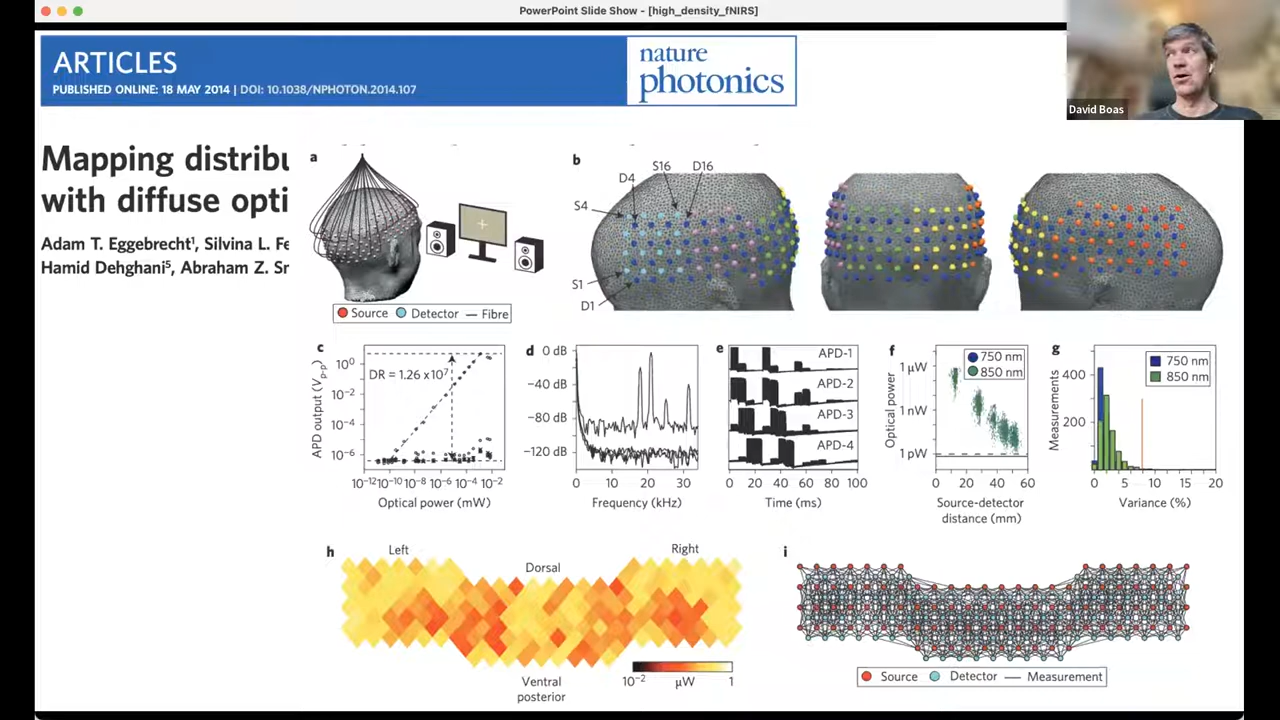 PowerPoint Slide Show - [high_density_fNIRS]
ARTICLES
PUBLISHED ONLINE: 18 MAY 2014 | DOI: 10.1038/NPHOTON.2014.107
nature
photonics
David Boas
Mapping distribu
with diffuse opti
Adam T. Eggebrecht¹, Silvina L. Fe
Hamid Dehghani⁵, Abraham Z. Sr
a
Source
Detector
Fibre
b
S16
D16
D4
S4
S1
D1
c
APD output (Vp-p)
10⁰
10⁻²
10⁻⁴
10⁻⁶
DR = 1.26 x10⁷
10⁻¹² 10⁻¹⁰ 10⁻⁸ 10⁻⁶ 10⁻⁴ 10⁻² 10⁰
Optical power (mW)
d
0 dB
−40 dB
−80 dB
−120 dB
0 10 20 30
Frequency (kHz)
e
APD-1
APD-2
APD-3
APD-4
0 20 40 60 80 100
Time (ms)
f
Optical power
1 µW
1 nW
1 pW
750 nm
850 nm
0 20 40 60
Source-detector
distance (mm)
g
Measurements
400
200
750 nm
850 nm
0 5 10 15 20
Variance (%)
h
Left
Dorsal
Right
Ventral
posterior
10⁻² µW 1
i
Source
Detector
Measurement